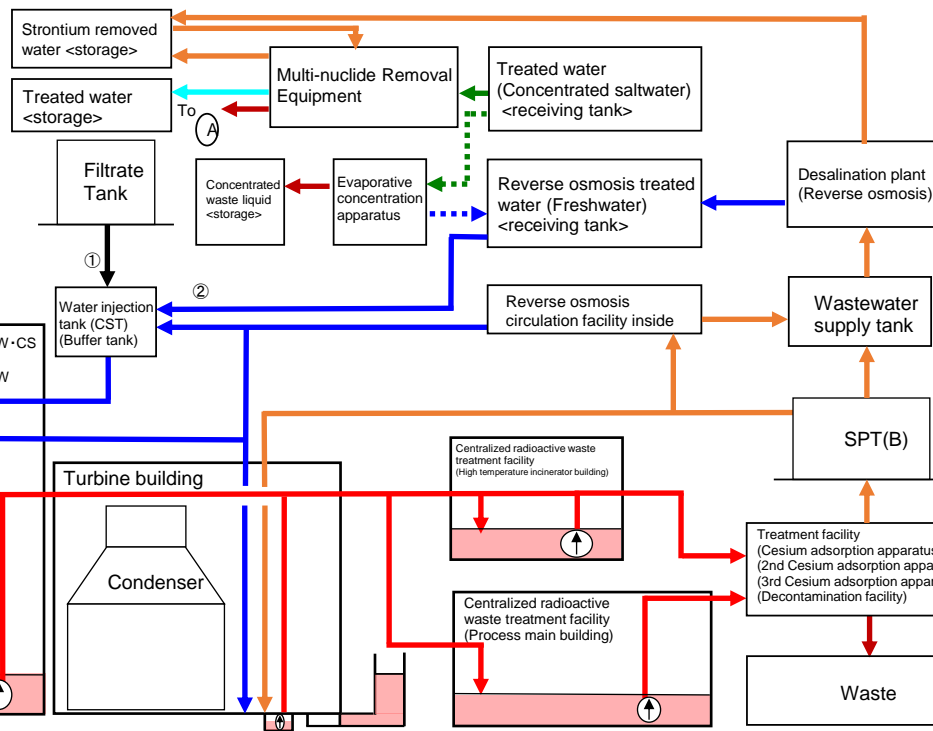 Strontium removed
water <storage>
Multi-nuclide Removal
Equipment
Treated water
(Concentrated saltwater)
<receiving tank>
Treated water
<storage>
To
A
Filtrate
Tank
Concentrated
waste liquid
<storage>
Evaporative
concentration
apparatus
Reverse osmosis treated
water (Freshwater)
<receiving tank>
Desalination plant
(Reverse osmosis)
①
②
Water injection
tank (CST)
(Buffer tank)
Reverse osmosis
circulation facility inside
Wastewater
supply tank
W・CS
W
SPT(B)
Turbine building
Condenser
Centralized radioactive waste
treatment facility
(High temperature incinerator building)
Treatment facility
(Cesium adsorption apparatus
(2nd Cesium adsorption appa
(3rd Cesium adsorption appar
(Decontamination facility)
Centralized radioactive
waste treatment facility
(Process main building)
Waste